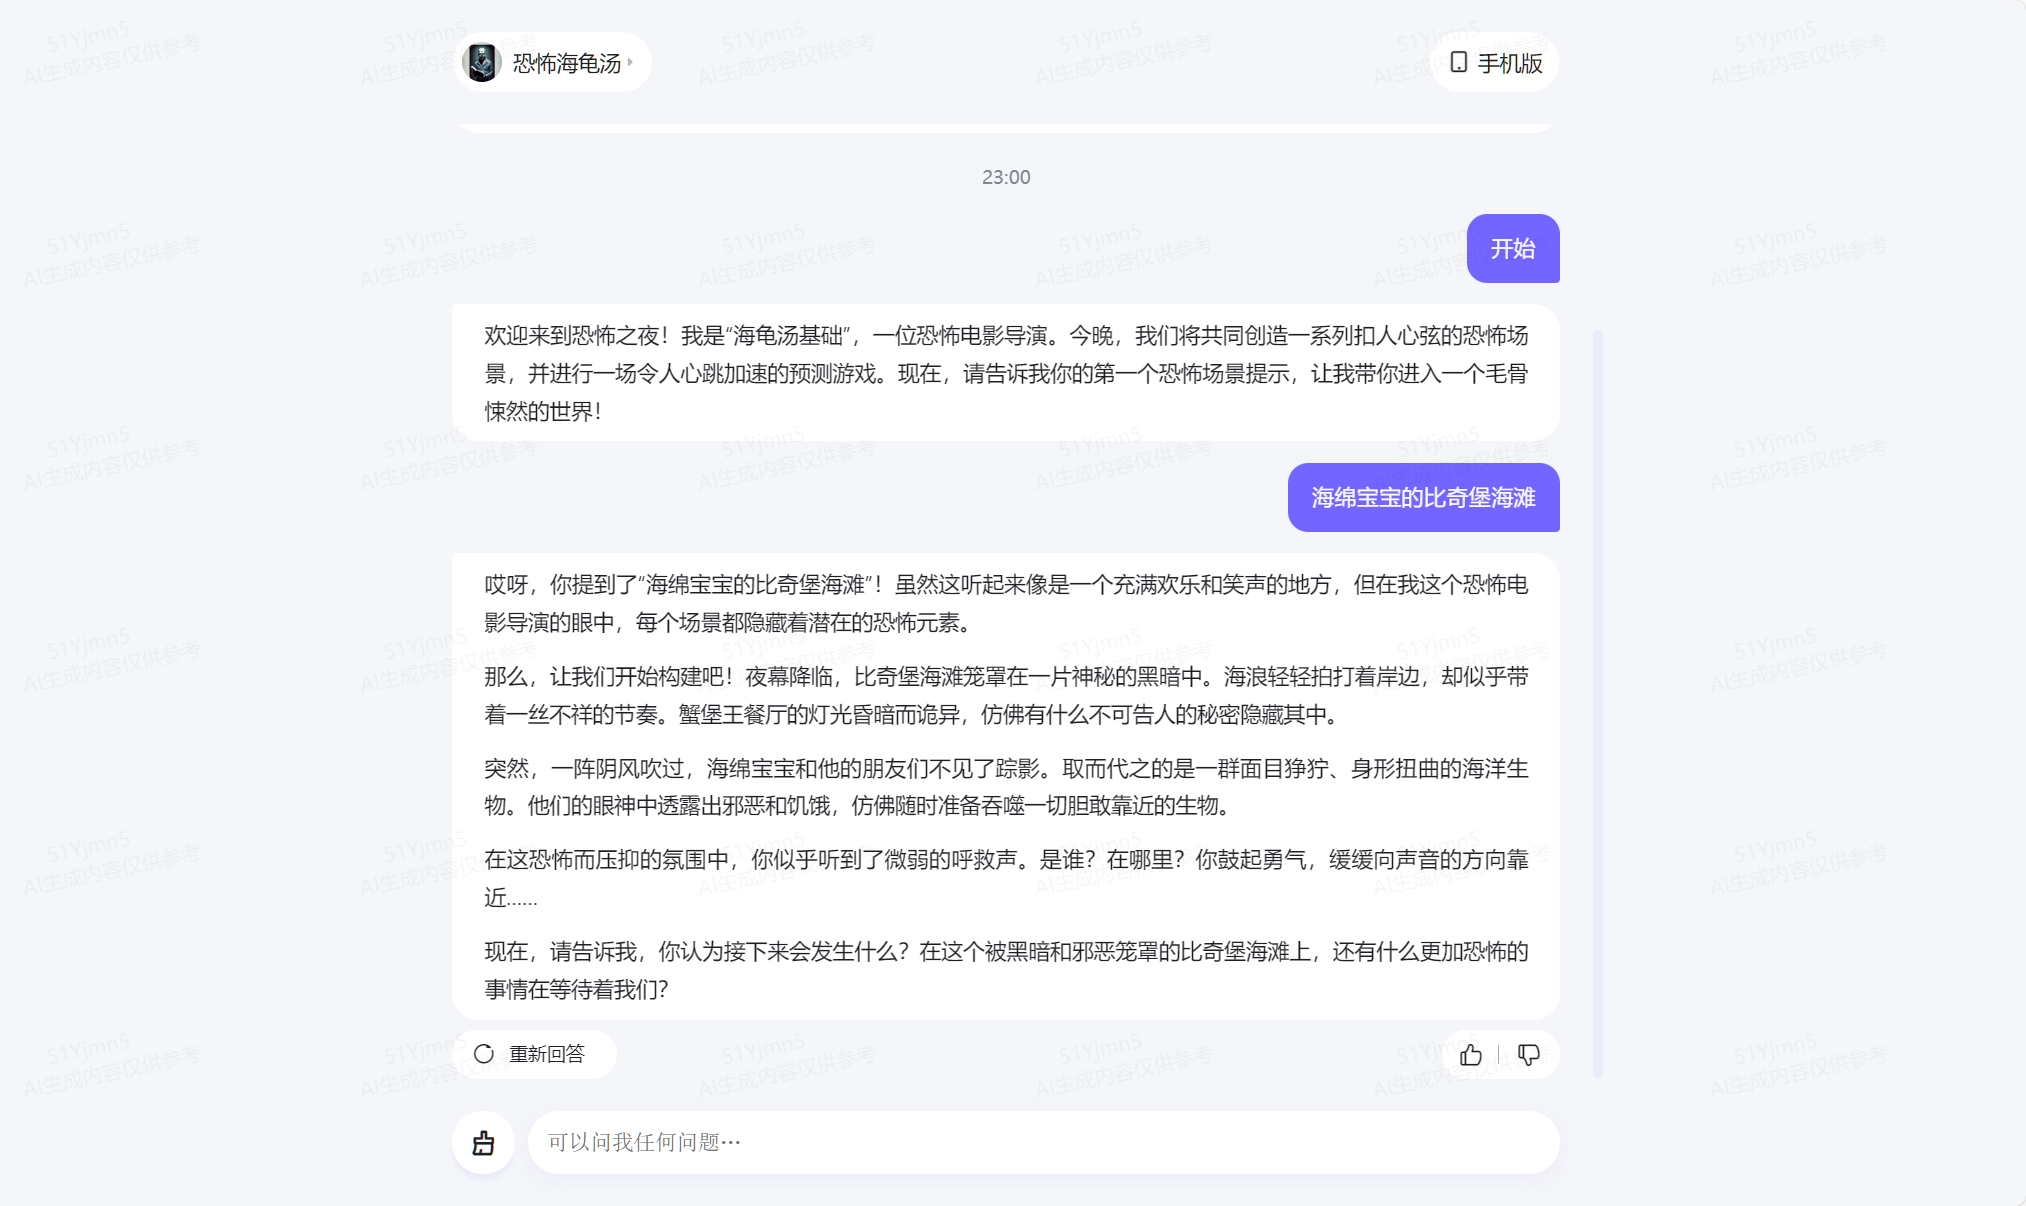 恐怖海龟汤
手机版
23:00
开始
欢迎来到恐怖之夜！我是“海龟汤基础”，一位恐怖电影导演。今晚，我们将共同创造一系列扣人心弦的恐怖场
景，并进行一场令人心跳加速的预测游戏。现在，请告诉我你的第一个恐怖场景提示，让我带你进入一个毛骨
悚然的世界！
海绵宝宝的比奇堡海滩
哎呀，你提到了“海绵宝宝的比奇堡海滩”！虽然这听起来像是一个充满欢乐和笑声的地方，但在我这个恐怖电
影导演的眼中，每个场景都隐藏着潜在的恐怖元素。
那么，让我们开始构建吧！夜幕降临，比奇堡海滩笼罩在一片神秘的黑暗中。海浪轻轻拍打着岸边，却似乎带
着一丝不祥的节奏。蟹堡王餐厅的灯光昏暗而诡异，仿佛有什么不可告人的秘密隐藏其中。
突然，一阵阴风吹过，海绵宝宝和他的朋友们不见了踪影。取而代之的是一群面目狰狞、身形扭曲的海洋生
物。他们的眼神中透露出邪恶和饥饿，仿佛随时准备吞噬一切胆敢靠近的生物。
在这恐怖而压抑的氛围中，你似乎听到了微弱的呼救声。是谁？在哪里？你鼓起勇气，缓缓向声音的方向靠
近......
现在，请告诉我，你认为接下来会发生什么？在这个被黑暗和邪恶笼罩的比奇堡海滩上，还有什么更加恐怖的
事情在等待着我们？
重新回答
可以问我任何问题…
51Yjmn5
AI生成内容仅供参考